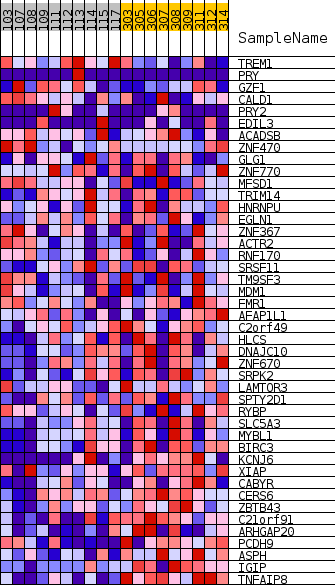 103 107 108 109 111 112 113 114 115 117 303 305 306 307 308 309 311 312 314
SampleName
TREM1
PRY
GZF1
CALD1
PRY2
EDIL3
ACADSB
ZNF470
GLG1
ZNF770
MFSD1
TRIM14
HNRNPU
EGLN1
ZNF367
ACTR2
RNF170
SRSF11
TM9SF3
MDM1
FMR1
AFAP1L1
C2orf49
HLCS
DNAJC10
ZNF670
SRPK2
LAMTOR3
SPTY2D1
RYBP
SLC5A3
MYBL1
BIRC3
KCNJ6
XIAP
CABYR
CERS6
ZBTB43
C21orf91
ARHGAP20
PCDH9
ASPH
IGIP
TNFAIP8